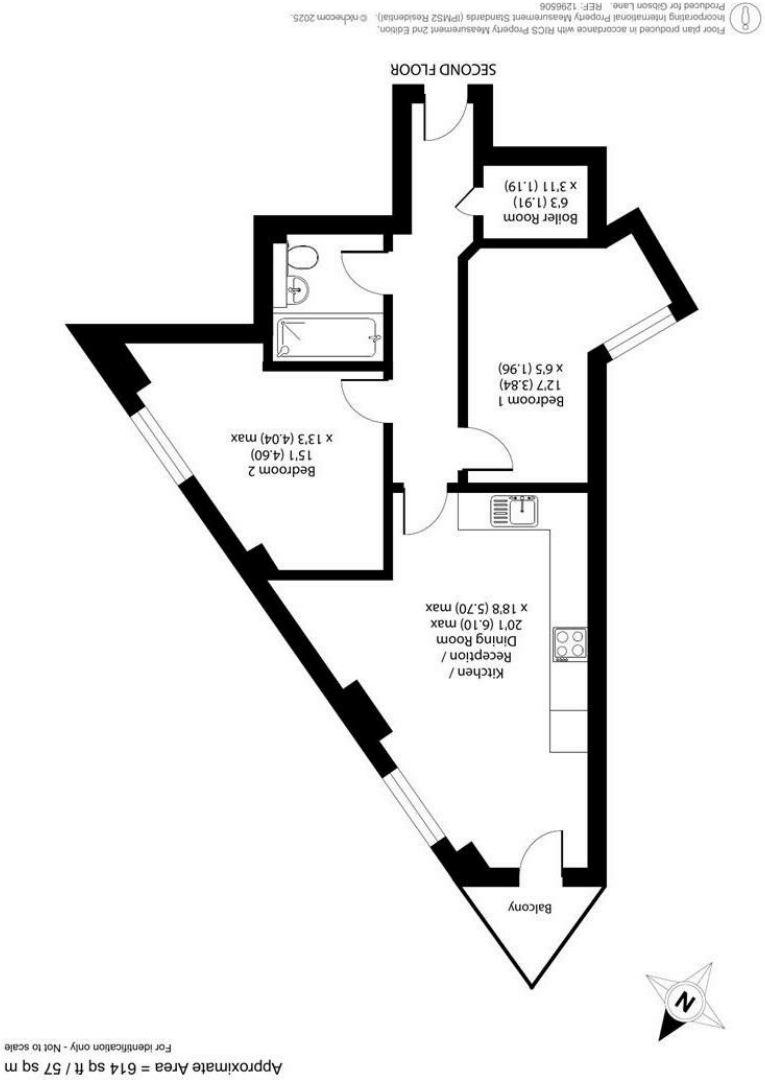 Approximate Area = 614 sq ft / 57 sq m
For identification only - Not to scale
N
Balcony
Kitchen /
Reception /
Dining Room
20'1 (6.10) max
x 18'8 (5.70) max
Bedroom 2
15'1 (4.60)
x 13'3 (4.04) max
Bedroom 1
12'7 (3.84)
x 6'5 (1.96)
Boiler Room
6'3 (1.91)
x 3'11 (1.19)
SECOND FLOOR
Floor plan produced in accordance with RICS Property Measurement 2nd Edition,
Incorporating International Property Measurement Standards (IPMS2 Residential). © nichecom 2025.
Produced for Gibson Lane. REF: 1298506